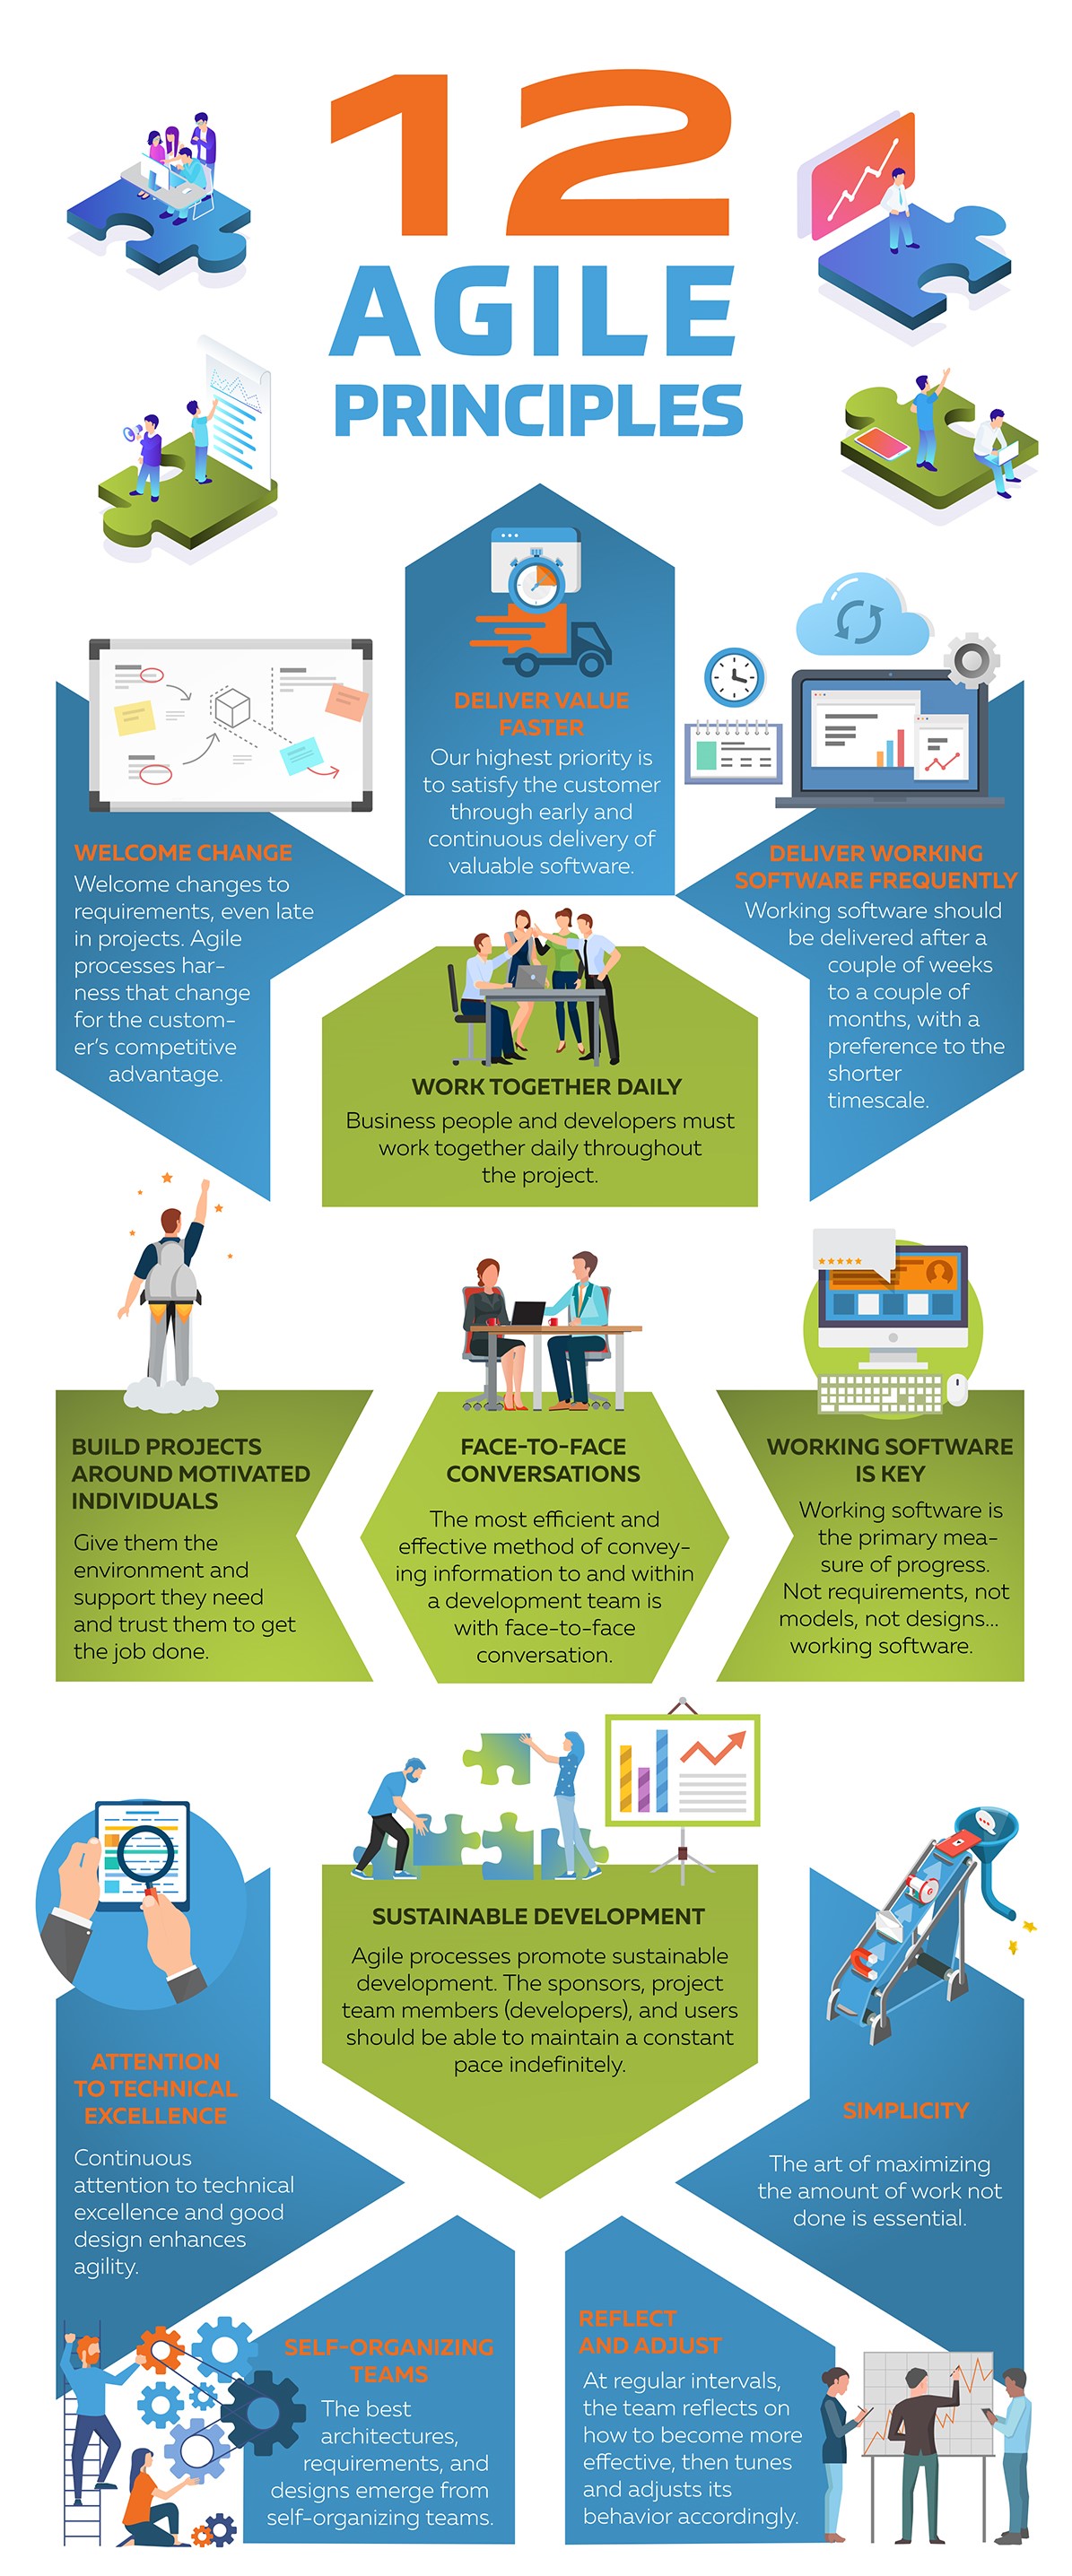 12
AGILE
PRINCIPLES
DELIVER VALUE
FASTER
Our highest priority is
to satisfy the customer
through early and
continuous delivery of
valuable software.
WELCOME CHANGE
Welcome changes to
requirements, even late
in projects. Agile
processes har-
ness that change
for the custom-
er's competitive
advantage.
DELIVER WORKING
SOFTWARE FREQUENTLY
Working software should
be delivered after a
couple of weeks
to a couple of
months, with a
preference to the
shorter
timescale.
WORK TOGETHER DAILY
Business people and developers must
work together daily throughout
the project.
BUILD PROJECTS
AROUND MOTIVATED
INDIVIDUALS
Give them the
environment and
support they need
and trust them to get
the job done.
FACE-TO-FACE
CONVERSATIONS
The most efficient and
effective method of convey-
ing information to and within
a development team is
with face-to-face
conversation.
WORKING SOFTWARE
IS KEY
Working software is
the primary mea-
sure of progress.
Not requirements, not
models, not designs...
working software.
SUSTAINABLE DEVELOPMENT
Agile processes promote sustainable
development. The sponsors, project
team members (developers), and users
should be able to maintain a constant
pace indefinitely.
ATTENTION
TO TECHNICAL
EXCELLENCE
Continuous
attention to technical
excellence and good
design enhances
agility.
SIMPLICITY
The art of maximizing
the amount of work not
done is essential.
SELF-ORGANIZING
TEAMS
The best
architectures,
requirements, and
designs emerge from
self-organizing teams.
REFLECT
AND ADJUST
At regular intervals,
the team reflects on
how to become more
effective, then tunes
and adjusts its
behavior accordingly.